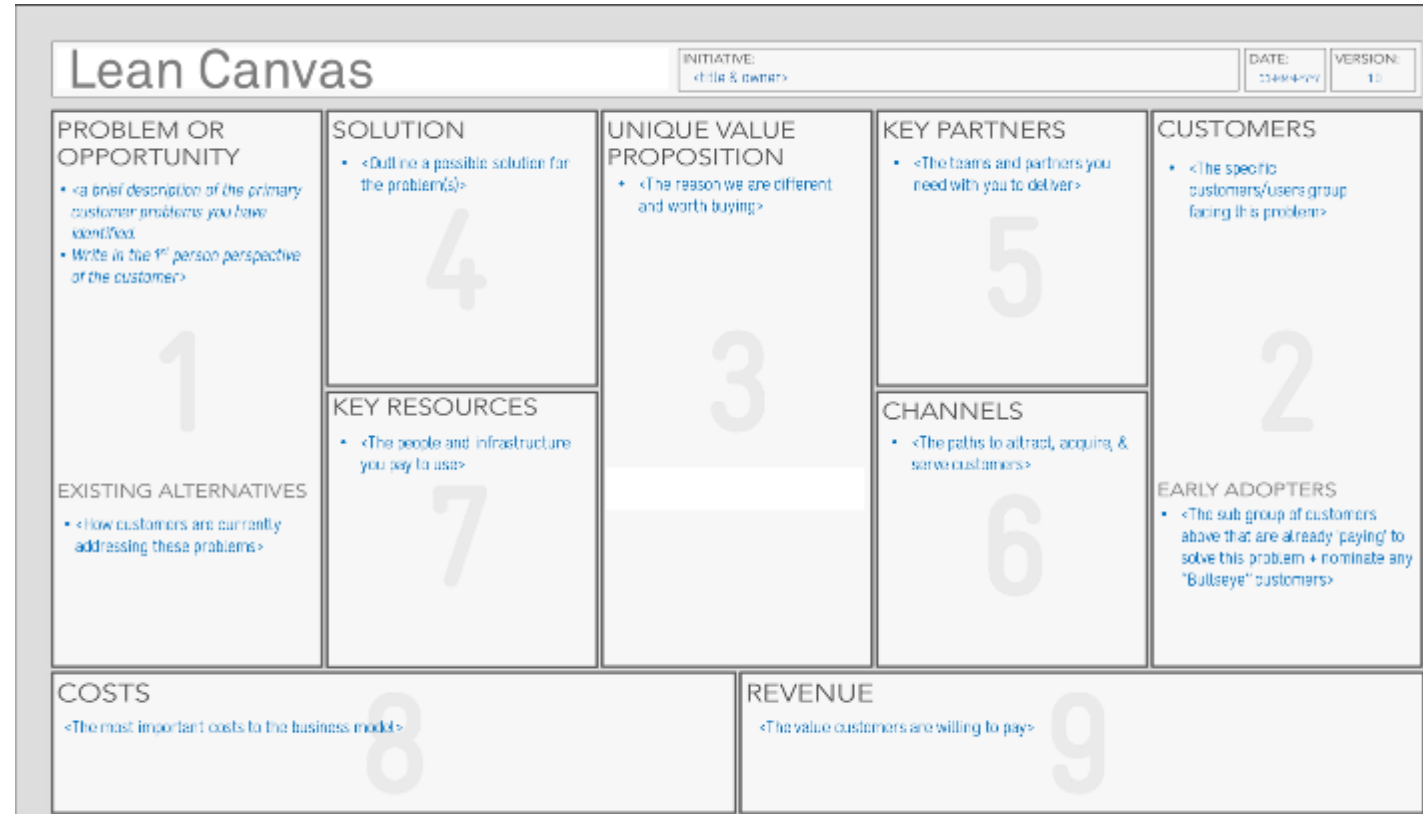 Lean Canvas
INITIATIVE:
<title & owner>
DATE:
VERSION:
1.0
PROBLEM OR
OPPORTUNITY
• <a brief description of the primary
customer problems you have
identified.
• Write in the 1st person perspective
of the customer>
1
EXISTING ALTERNATIVES
• <How customers are currently
addressing these problems>
SOLUTION
• <Outline a possible solution for
the problem(s)>
4
KEY RESOURCES
• <The people and infrastructure
you pay to use>
7
UNIQUE VALUE
PROPOSITION
• <The reason we are different
and worth buying>
3
KEY PARTNERS
• <The teams and partners you
need with you to deliver>
5
CHANNELS
• <The paths to attract, acquire, &
serve customers>
6
CUSTOMERS
• <The specific
customers/users group
facing this problem>
2
EARLY ADOPTERS
• <The sub group of customers
above that are already 'paying' to
solve this problem + nominate any
"Bullseye" customers>
COSTS
<The most important costs to the business model>
8
REVENUE
<The value customers are willing to pay>
9